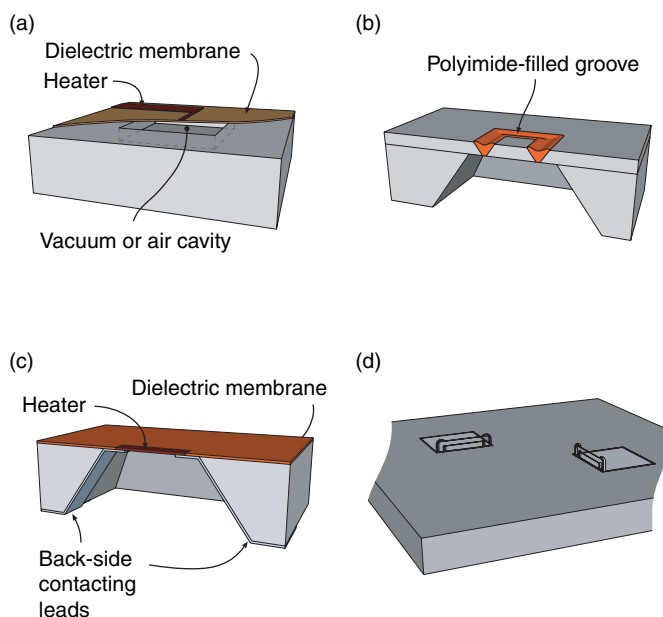 (a)
Dielectric membrane
Heater
Vacuum or air cavity
(b)
Polyimide-filled groove
(c)
Dielectric membrane
Heater
Back-side
contacting
leads
(d)